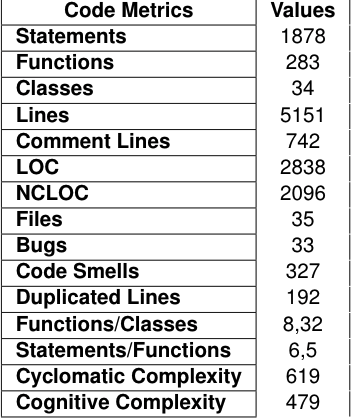 Code Metrics Values
Statements 1878
Functions 283
Classes 34
Lines 5151
Comment Lines 742
LOC 2838
NCLOC 2096
Files 35
Bugs 33
Code Smells 327
Duplicated Lines 192
Functions/Classes 8,32
Statements/Functions 6,5
Cyclomatic Complexity 619
Cognitive Complexity 479